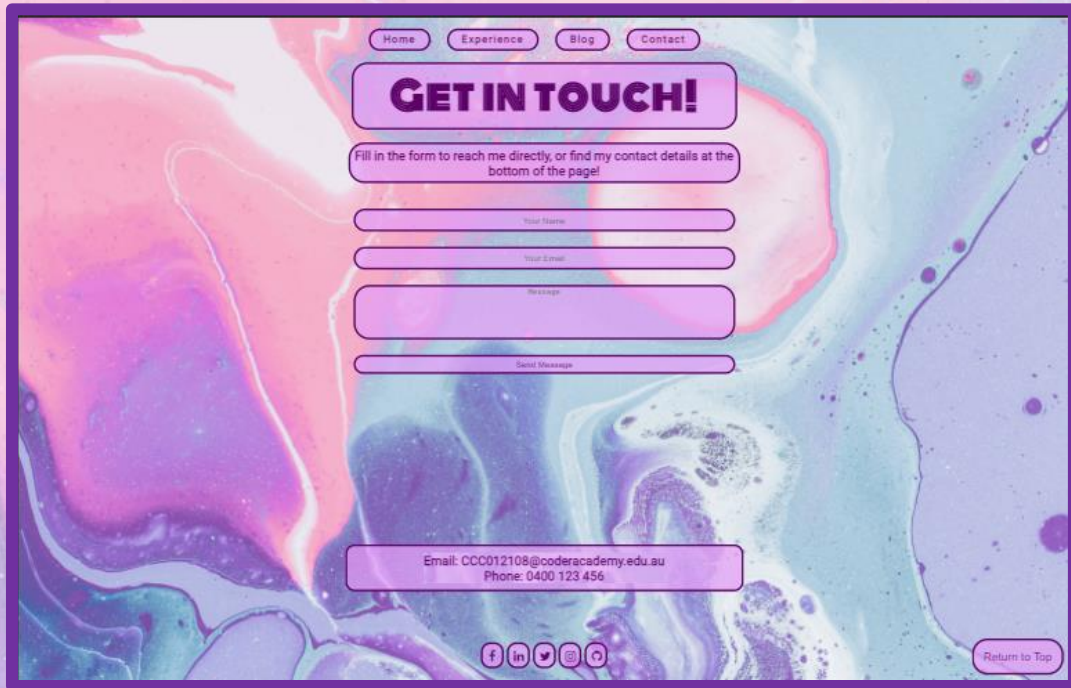 Home Experience Blog Contact
GET IN TOUCH!
Fill in the form to reach me directly, or find my contact details at the
bottom of the page!
Your Name
Your Email
Message
Send Message
Email: CCC012108@coderacademy.edu.au
Phone: 0400 123 456
f in
Return to Top